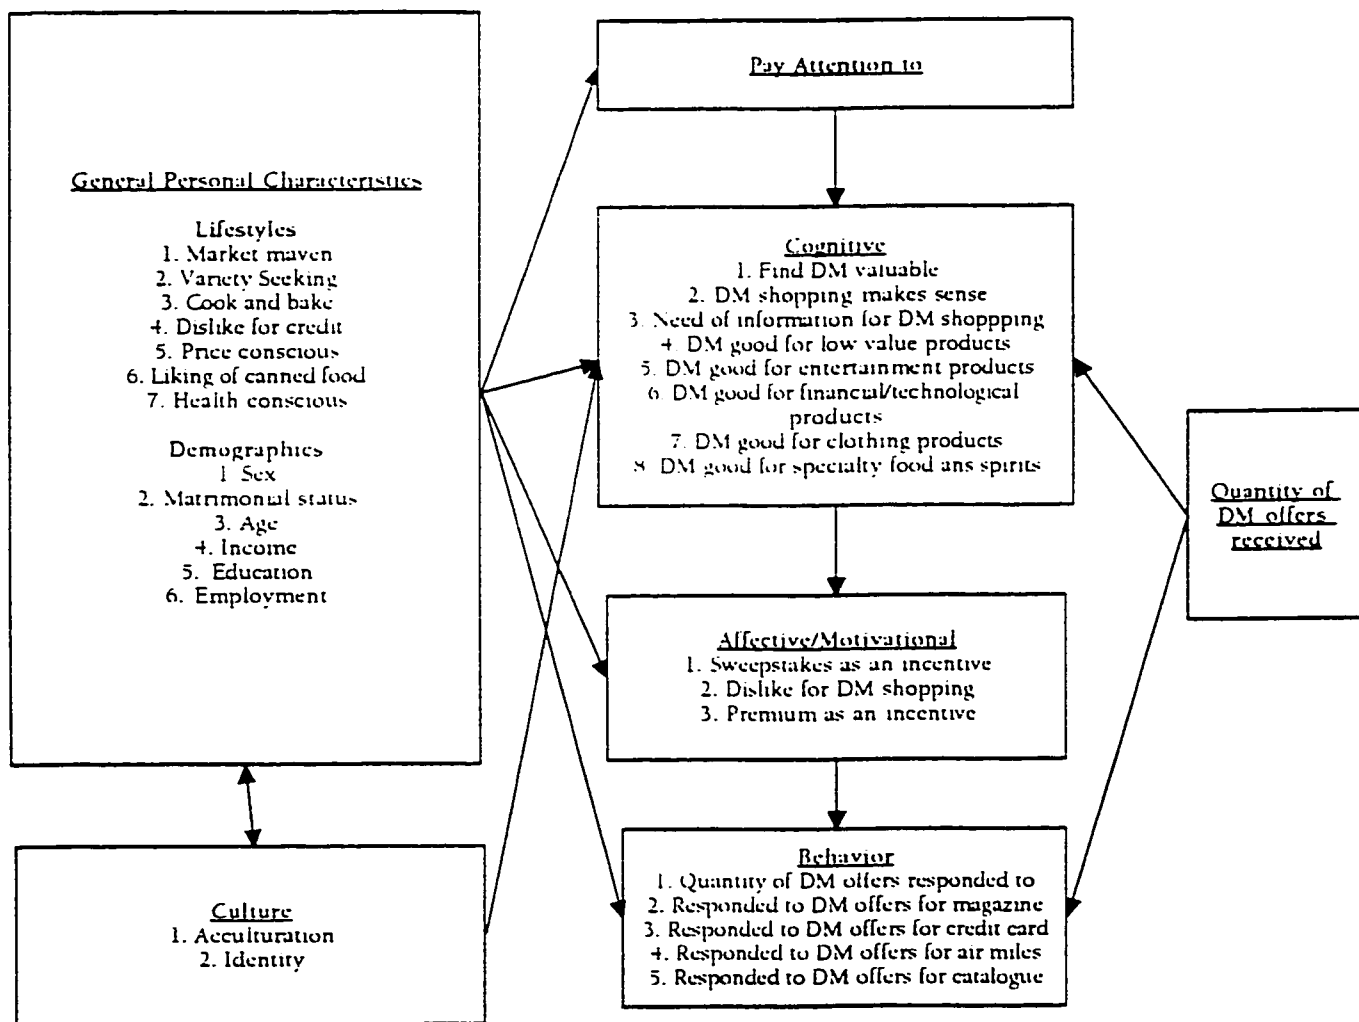 General Personal Characteristics
Lifestyles
1. Market maven
2. Variety Seeking
3. Cook and bake
4. Dislike for credit
5. Price conscious
6. Liking of canned food
7. Health conscious
Demographics
1 Sex
2. Matrimonial status
3. Age
4. Income
5. Education
6. Employment
Culture
1. Acculturation
2. Identity
Pay Attention to
Cognitive
1. Find DM valuable
2. DM shopping makes sense
3. Need of information for DM shoppping
4. DM good for low value products
5. DM good for entertainment products
6. DM good for financial/technological
products
7. DM good for clothing products
8. DM good for specialty food ans spirits
Affective/Motivational
1. Sweepstakes as an incentive
2. Dislike for DM shopping
3. Premium as an incentive
Behavior
1. Quantity of DM offers responded to
2. Responded to DM offers for magazine
3. Responded to DM offers for credit card
4. Responded to DM offers for air miles
5. Responded to DM offers for catalogue
Quantity of
DM offers
received